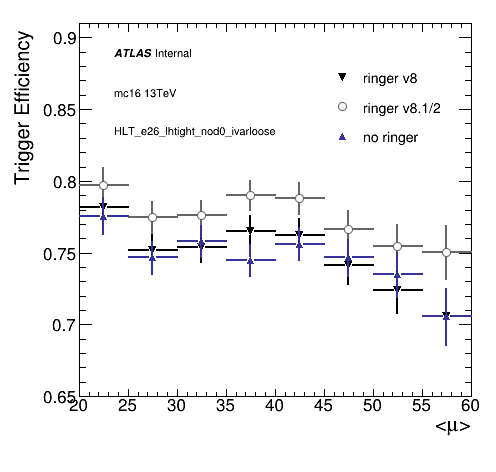 Trigger Efficiency
0.9
0.85
0.8
0.75
0.7
0.65
ATLAS Internal
mc16 13TeV
HLT_e26_lhtight_nod0_ivarloose
ringer v8
ringer v8.1/2
no ringer
20 25 30 35 40 45 50 55 60
<μ>